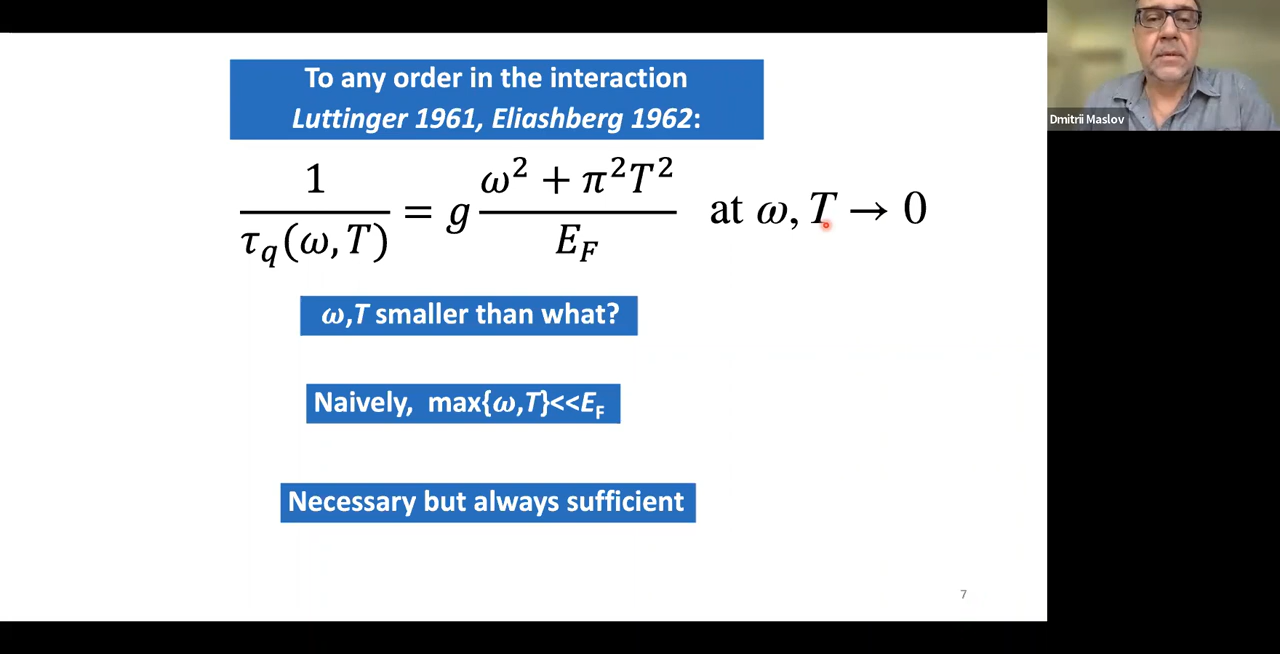 To any order in the interaction
Luttinger 1961, Eliashberg 1962:
1/τ_q(ω,T) = g (ω² + π²T²)/E_F at ω, T → 0
ω,T smaller than what?
Naively, max{ω,T}<<E_F
Necessary but always sufficient
7
Dmitrii Maslov